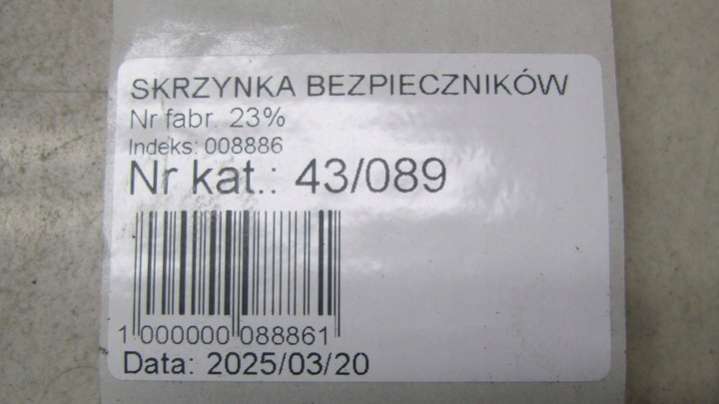 SKRZYNKA BEZPIECZNIKÓW
Nr fabr. 23%
Indeks: 008886
Nr kat.: 43/089
1 000000 088861
Data: 2025/03/20